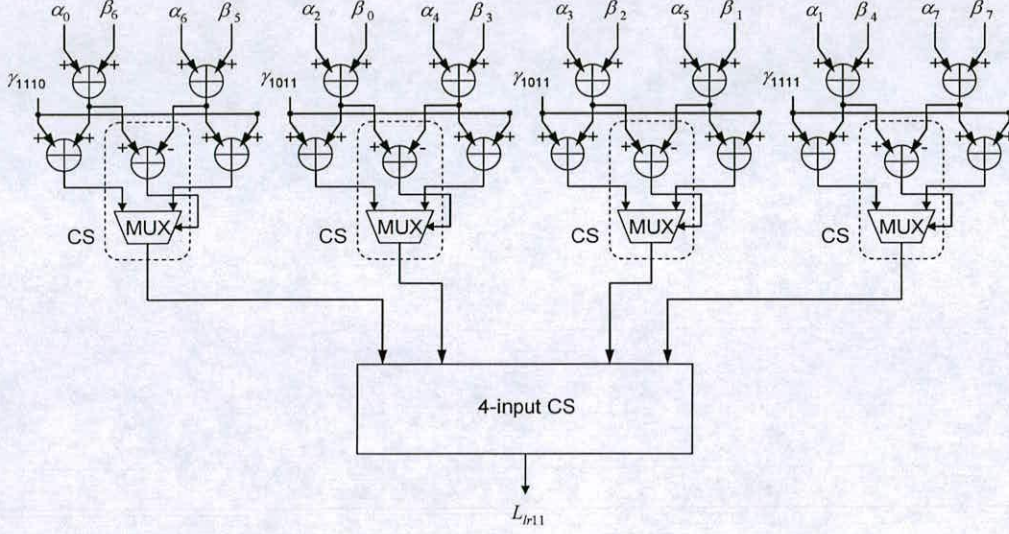 α0 β6 α6 β5 α2 β0 α4 β3 α3 β2 α5 β1 α1 β4 α7 β7
+ + + + + + + + + + + + + + + +
γ1110 γ1011 γ1011 γ1111
+ + + - + + + + + - + + + + + - + + + + + - + +
MUX MUX MUX MUX
CS CS CS CS
4-input CS
Llr11